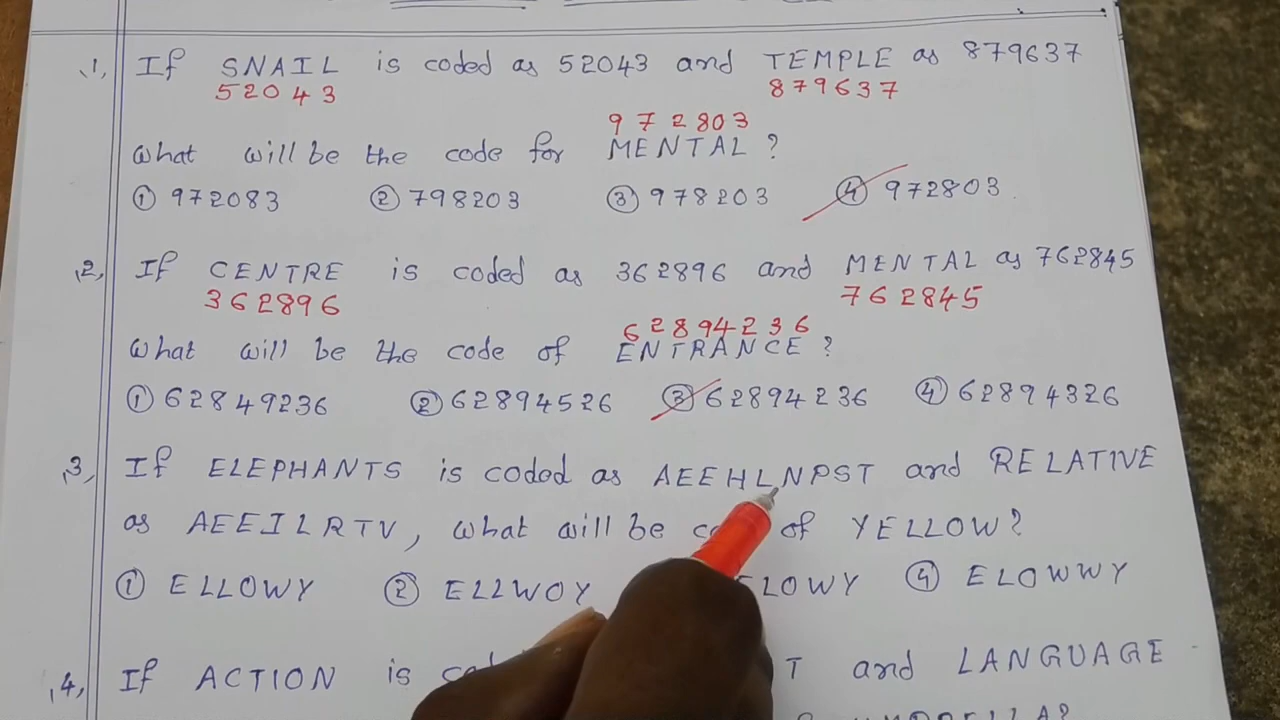 1, If SNAIL is coded as 52043 and TEMPLE as 879637
52043 879637
972803
What will be the code for MENTAL ?
① 972083 ② 798203 ③ 978203 ④ 972803
2, If CENTRE is coded as 362896 and MENTAL as 762845
362896 762845
62894236
What will be the code of ENTRANCE ?
① 62849236 ② 62894526 ③ 62894236 ④ 62894326
3, If ELEPHANTS is coded as AEEHLNPST and RELATIVE
as AEEILRTV, what will be of YELLOW?
① ELLOWY ② ELLWOY ELOWY ④ ELOWWY
4, If ACTION is T and LANGUAGE